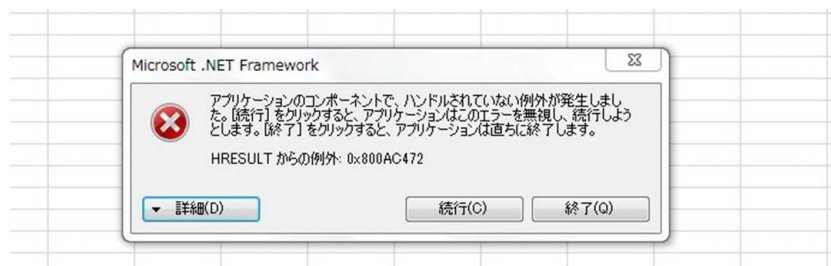 Microsoft .NET Framework
アプリケーションのコンポーネントで、ハンドルされていない例外が発生しまし
た。[続行] をクリックすると、アプリケーションはこのエラーを無視し、続行しよう
とします。[終了] をクリックすると、アプリケーションは直ちに終了します。
HRESULT からの例外: 0x800AC472
詳細(D)
続行(C)
終了(Q)